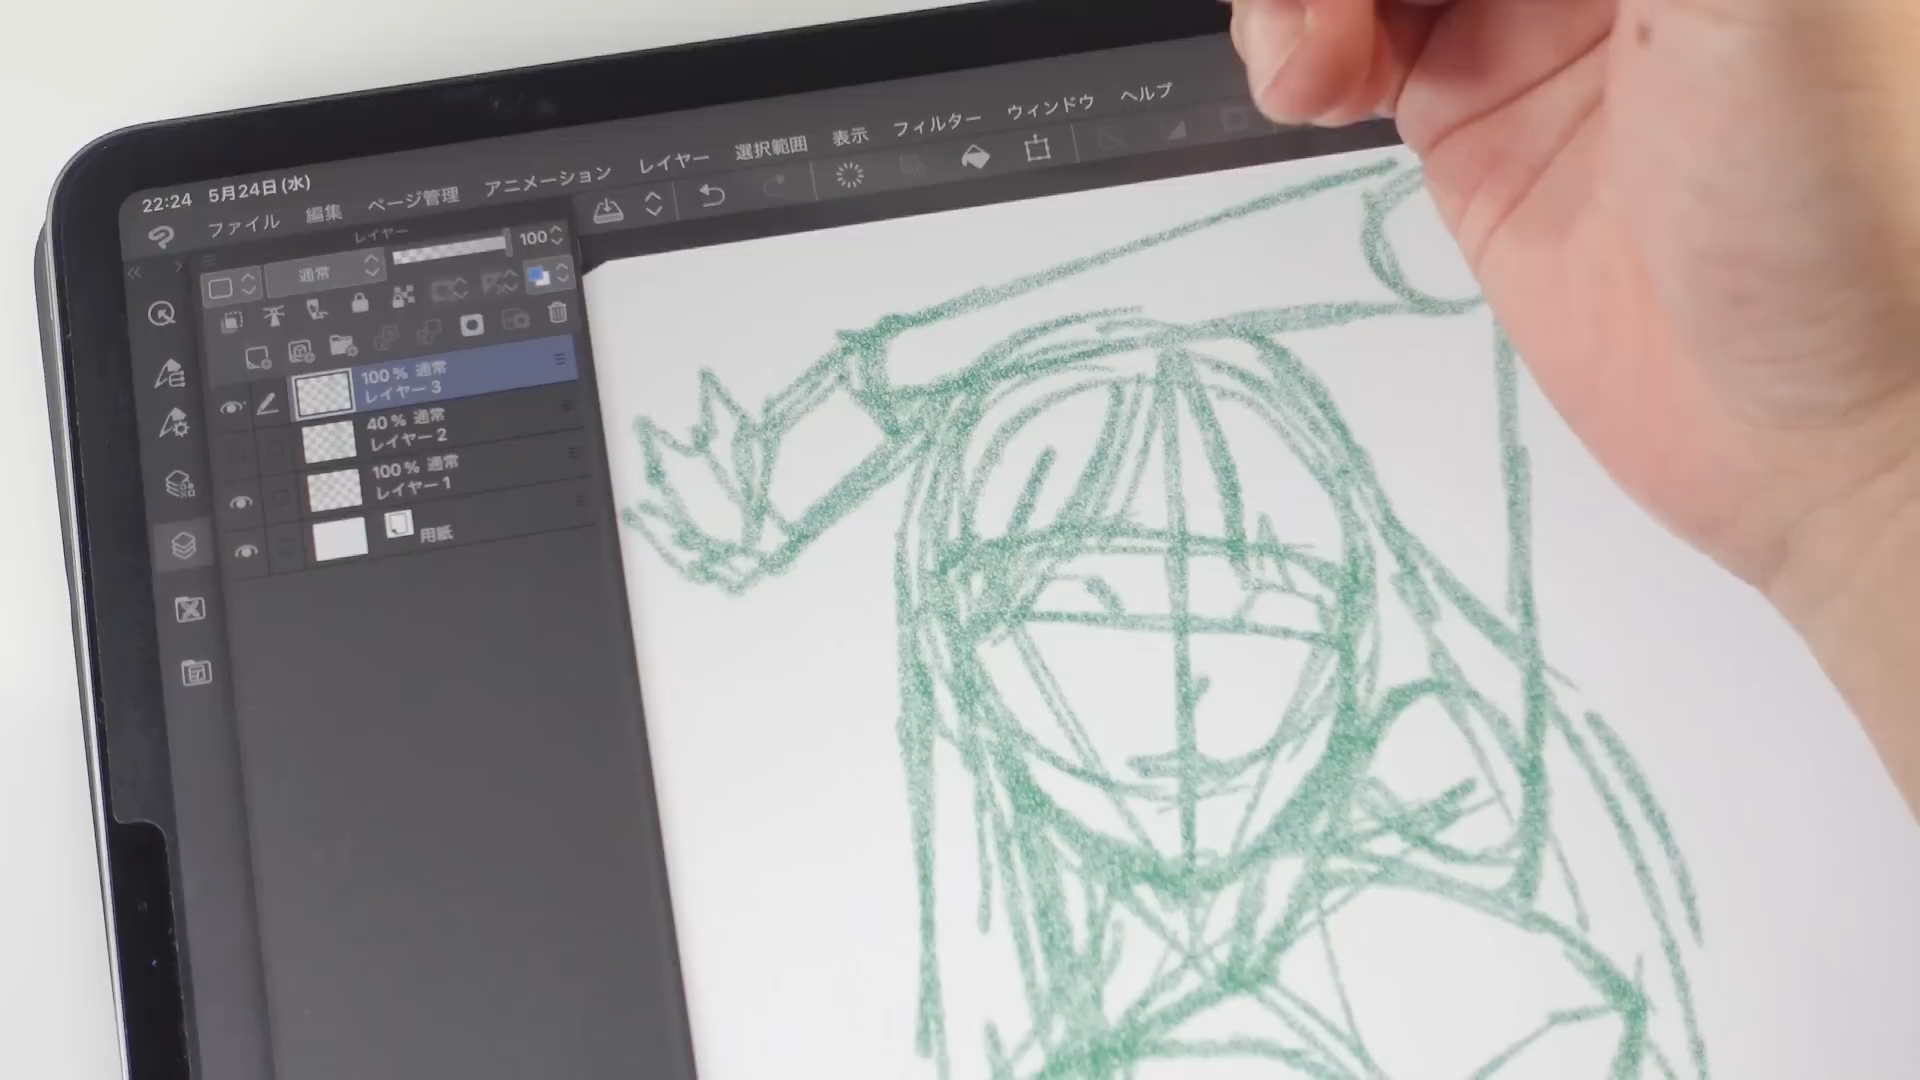 22:24 5月24日(水)
ファイル 編集 ページ管理 アニメーション レイヤー 選択範囲 表示 フィルター ウィンドウ ヘルプ
レイヤー
通常 100
100 % 通常
レイヤー 3
40 % 通常
レイヤー 2
100 % 通常
レイヤー 1
用紙